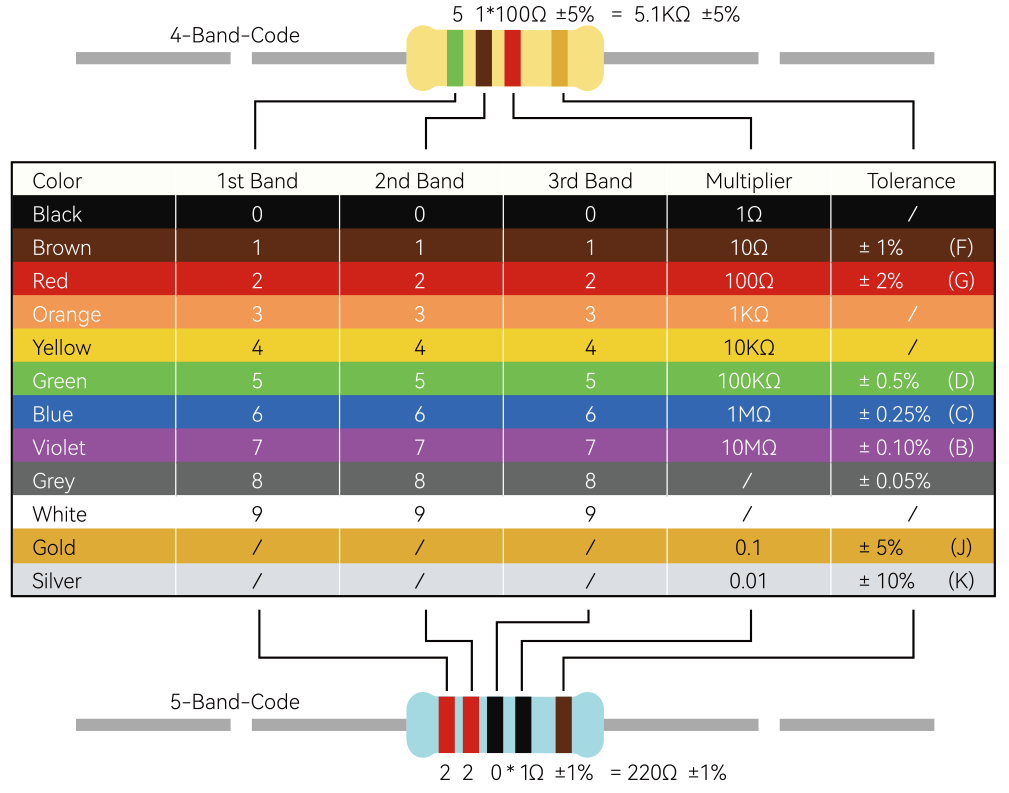 5 1*100Ω ±5% = 5.1KΩ ±5%
4-Band-Code
Color 1st Band 2nd Band 3rd Band Multiplier Tolerance
Black 0 0 0 1Ω /
Brown 1 1 1 10Ω ± 1% (F)
Red 2 2 2 100Ω ± 2% (G)
Orange 3 3 3 1KΩ /
Yellow 4 4 4 10KΩ /
Green 5 5 5 100KΩ ± 0.5% (D)
Blue 6 6 6 1MΩ ± 0.25% (C)
Violet 7 7 7 10MΩ ± 0.10% (B)
Grey 8 8 8 / ± 0.05%
White 9 9 9 / /
Gold / / / 0.1 ± 5% (J)
Silver / / / 0.01 ± 10% (K)
5-Band-Code
2 2 0 * 1Ω ±1% = 220Ω ±1%